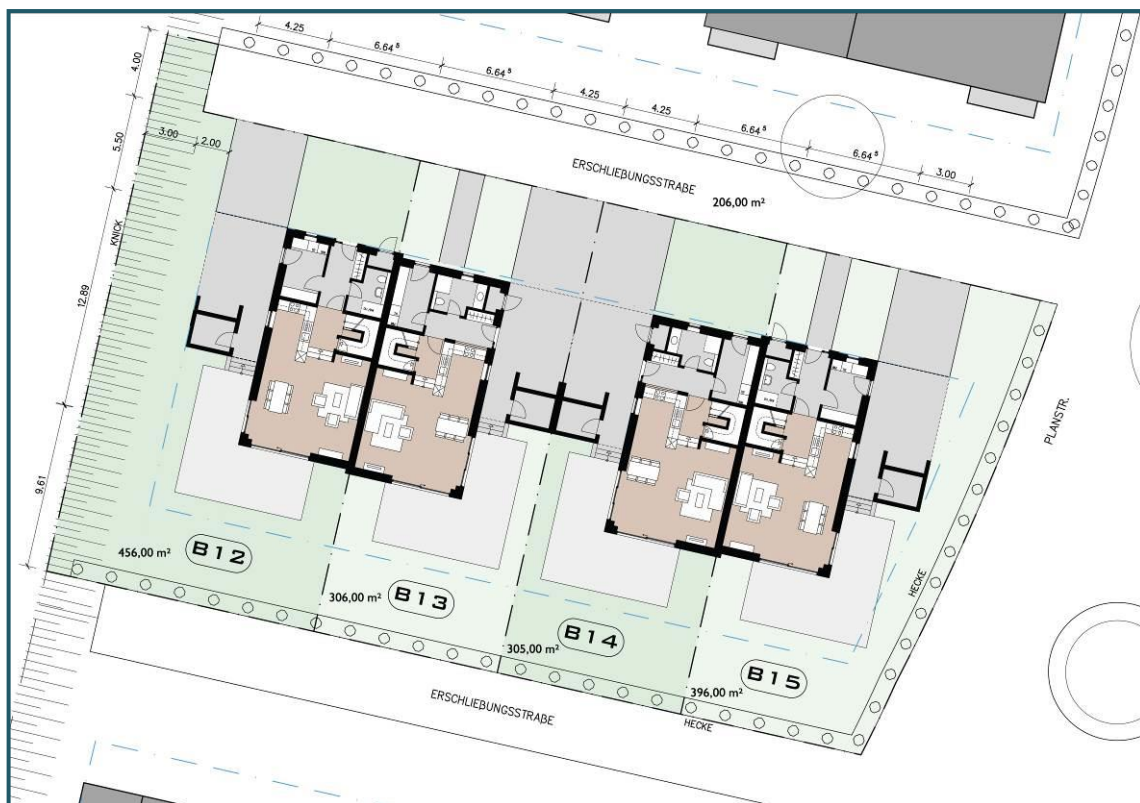 4.25
6.64⁵
6.64⁵
4.25
4.25
6.64⁵
6.64⁵
3.00
4.00
5.50
3.00
2.00
ERSCHLIEßUNGSSTRAßE
206,00 m²
KNICK
12.89
PLANSTR.
9.61
456,00 m²
B12
306,00 m²
B13
305,00 m²
B14
396,00 m²
B15
HECKE
HECKE
ERSCHLIEßUNGSSTRAßE